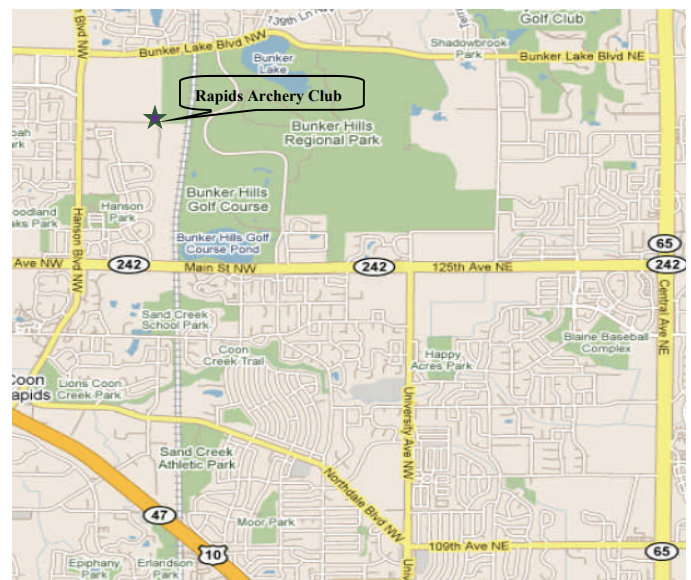 139th Ln NW
Golf Club
Bunker Lake Blvd NW
Shadowbrook
Park
Bunker
Lake
Bunker Lake Blvd NE
Rapids Archery Club
Bunker Hills
Regional Park
Bunker Hills
Golf Course
Hanson
Park
Hanson Blvd NW
Bunker Hills Golf
Course Pond
65
Ave NW
242
Main St NW
242
125th Ave NE
242
Central Ave NE
Sand Creek
School Park
Blaine Baseball
Complex
Coon
Creek Trail
Happy
Acres Park
Lions Coon
Creek Park
University Ave NW
Sand Creek
Athletic Park
Northdale Blvd NW
47
Moor Park
10
109th Ave NE
65
Epiphany
Park
Erlandson
Park